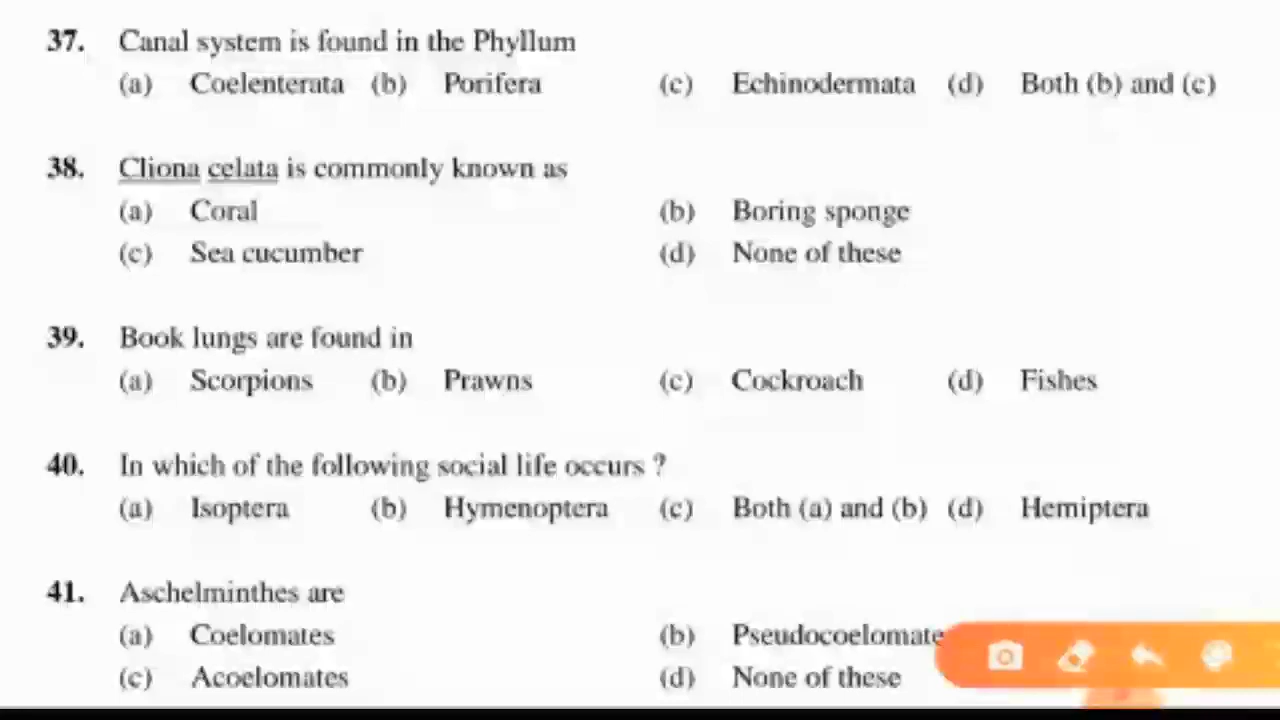 37. Canal system is found in the Phyllum
(a) Coelenterata (b) Porifera (c) Echinodermata (d) Both (b) and (c)
38. Cliona celata is commonly known as
(a) Coral (b) Boring sponge
(c) Sea cucumber (d) None of these
39. Book lungs are found in
(a) Scorpions (b) Prawns (c) Cockroach (d) Fishes
40. In which of the following social life occurs ?
(a) Isoptera (b) Hymenoptera (c) Both (a) and (b) (d) Hemiptera
41. Aschelminthes are
(a) Coelomates (b) Pseudocoelomate
(c) Acoelomates (d) None of these